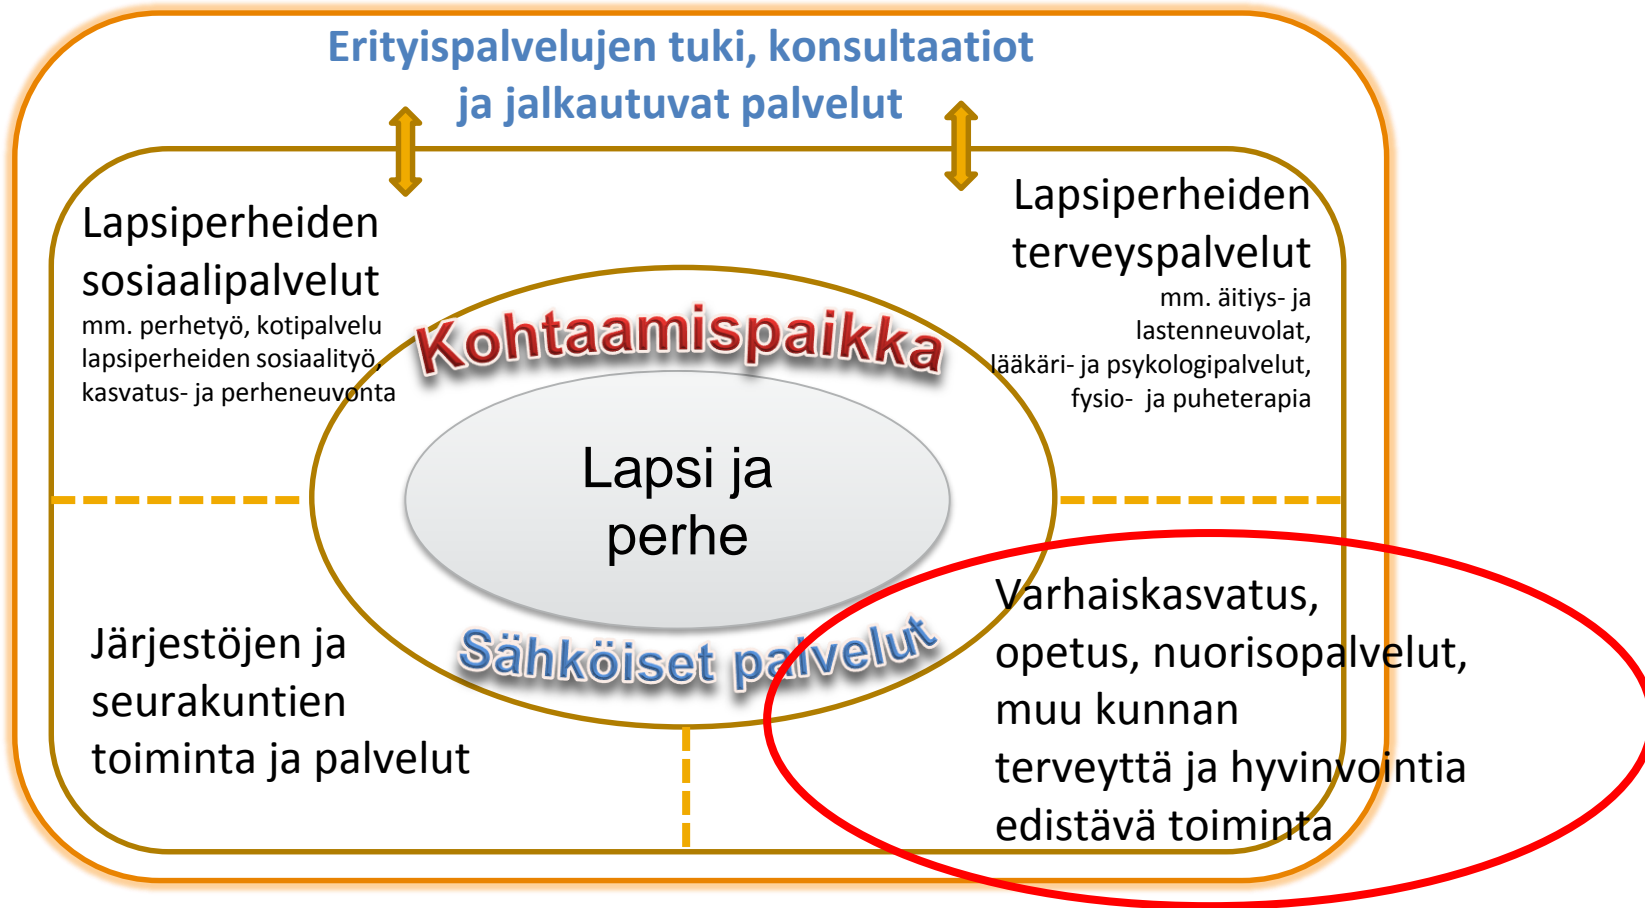 Erityispalvelujen tuki, konsultaatiot
ja jalkautuvat palvelut
Lapsiperheiden
sosiaalipalvelut
mm. perhetyö, kotipalvelu
lapsiperheiden sosiaalityö,
kasvatus- ja perheneuvonta
Lapsiperheiden
terveyspalvelut
mm. äitiys- ja
lastenneuvolat,
lääkäri- ja psykologipalvelut,
fysio- ja puheterapia
Kohtaamispaikka
Lapsi ja
perhe
Sähköiset palvelut
Järjestöjen ja
seurakuntien
toiminta ja palvelut
Varhaiskasvatus,
opetus, nuorisopalvelut,
muu kunnan
terveyttä ja hyvinvointia
edistävä toiminta